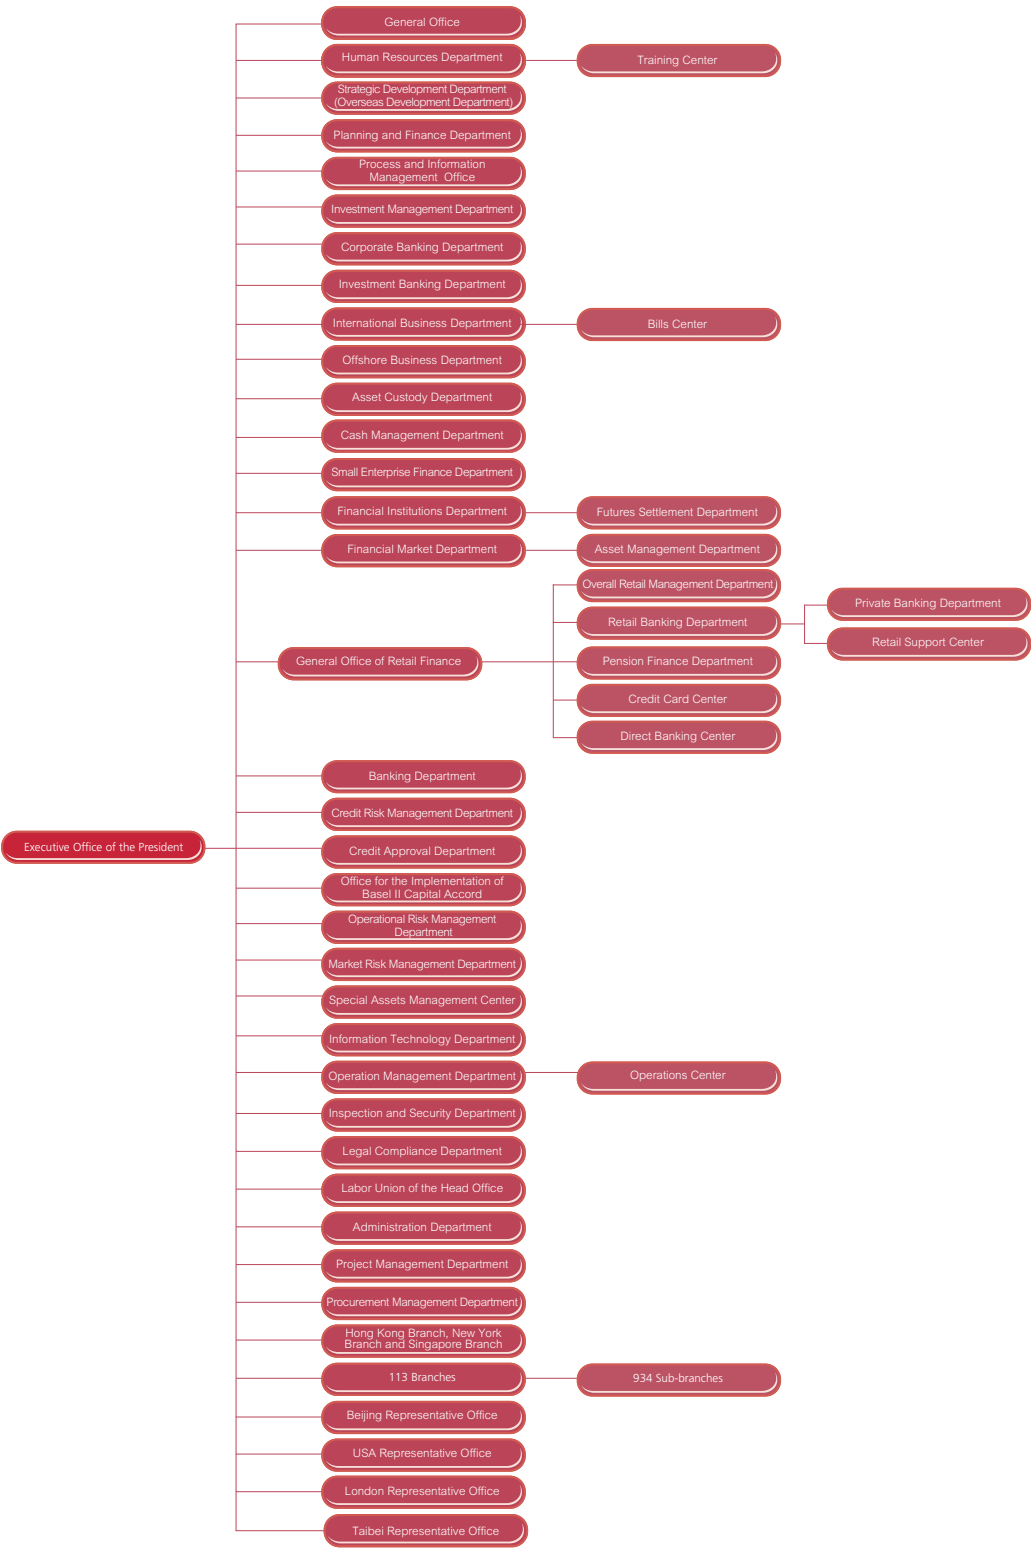 General Office
Human Resources Department
Training Center
Strategic Development Department
(Overseas Development Department)
Planning and Finance Department
Process and Information
Management Office
Investment Management Department
Corporate Banking Department
Investment Banking Department
International Business Department
Bills Center
Offshore Business Department
Asset Custody Department
Cash Management Department
Small Enterprise Finance Department
Financial Institutions Department
Futures Settlement Department
Financial Market Department
Asset Management Department
General Office of Retail Finance
Overall Retail Management Department
Retail Banking Department
Private Banking Department
Retail Support Center
Pension Finance Department
Credit Card Center
Direct Banking Center
Banking Department
Credit Risk Management Department
Executive Office of the President
Credit Approval Department
Office for the Implementation of
Basel II Capital Accord
Operational Risk Management
Department
Market Risk Management Department
Special Assets Management Center
Information Technology Department
Operation Management Department
Operations Center
Inspection and Security Department
Legal Compliance Department
Labor Union of the Head Office
Administration Department
Project Management Department
Procurement Management Department
Hong Kong Branch, New York
Branch and Singapore Branch
113 Branches
934 Sub-branches
Beijing Representative Office
USA Representative Office
London Representative Office
Taibei Representative Office